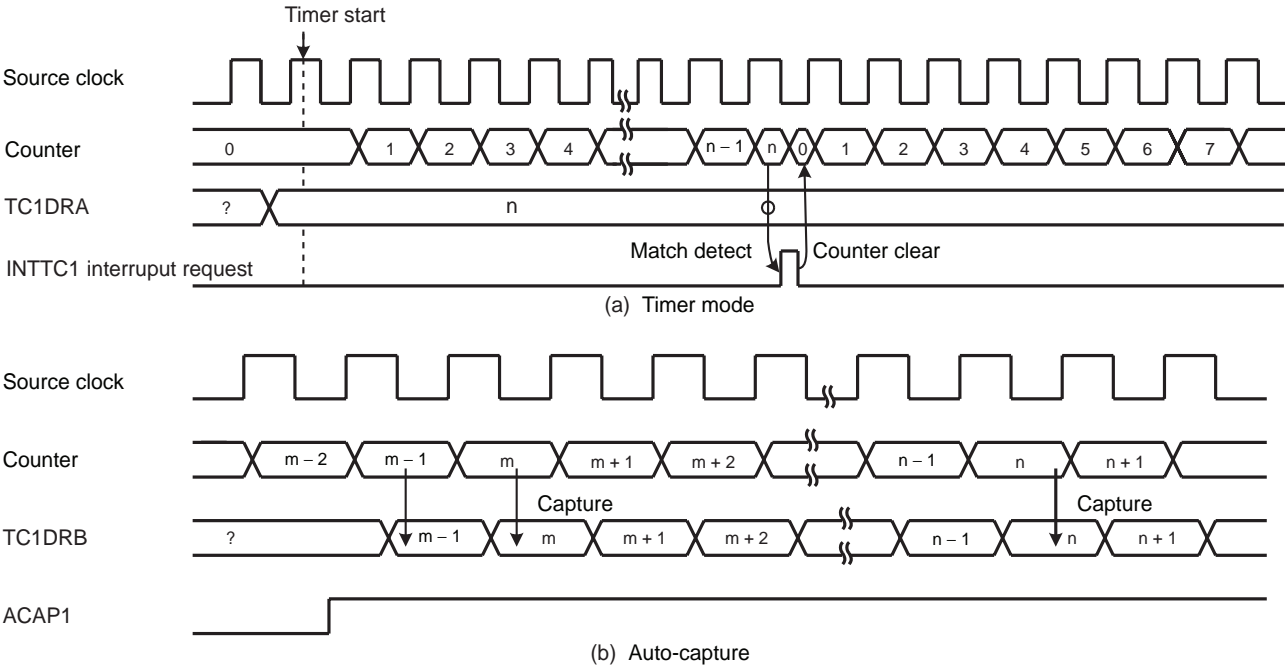 Timer start
Source clock
Counter 0 1 2 3 4 n – 1 n 0 1 2 3 4 5 6 7
TC1DRA ? n
Match detect Counter clear
INTTC1 interruput request
(a) Timer mode
Source clock
Counter m – 2 m – 1 m m + 1 m + 2 n – 1 n n + 1
Capture Capture
TC1DRB ? m – 1 m m + 1 m + 2 n – 1 n n + 1
ACAP1
(b) Auto-capture